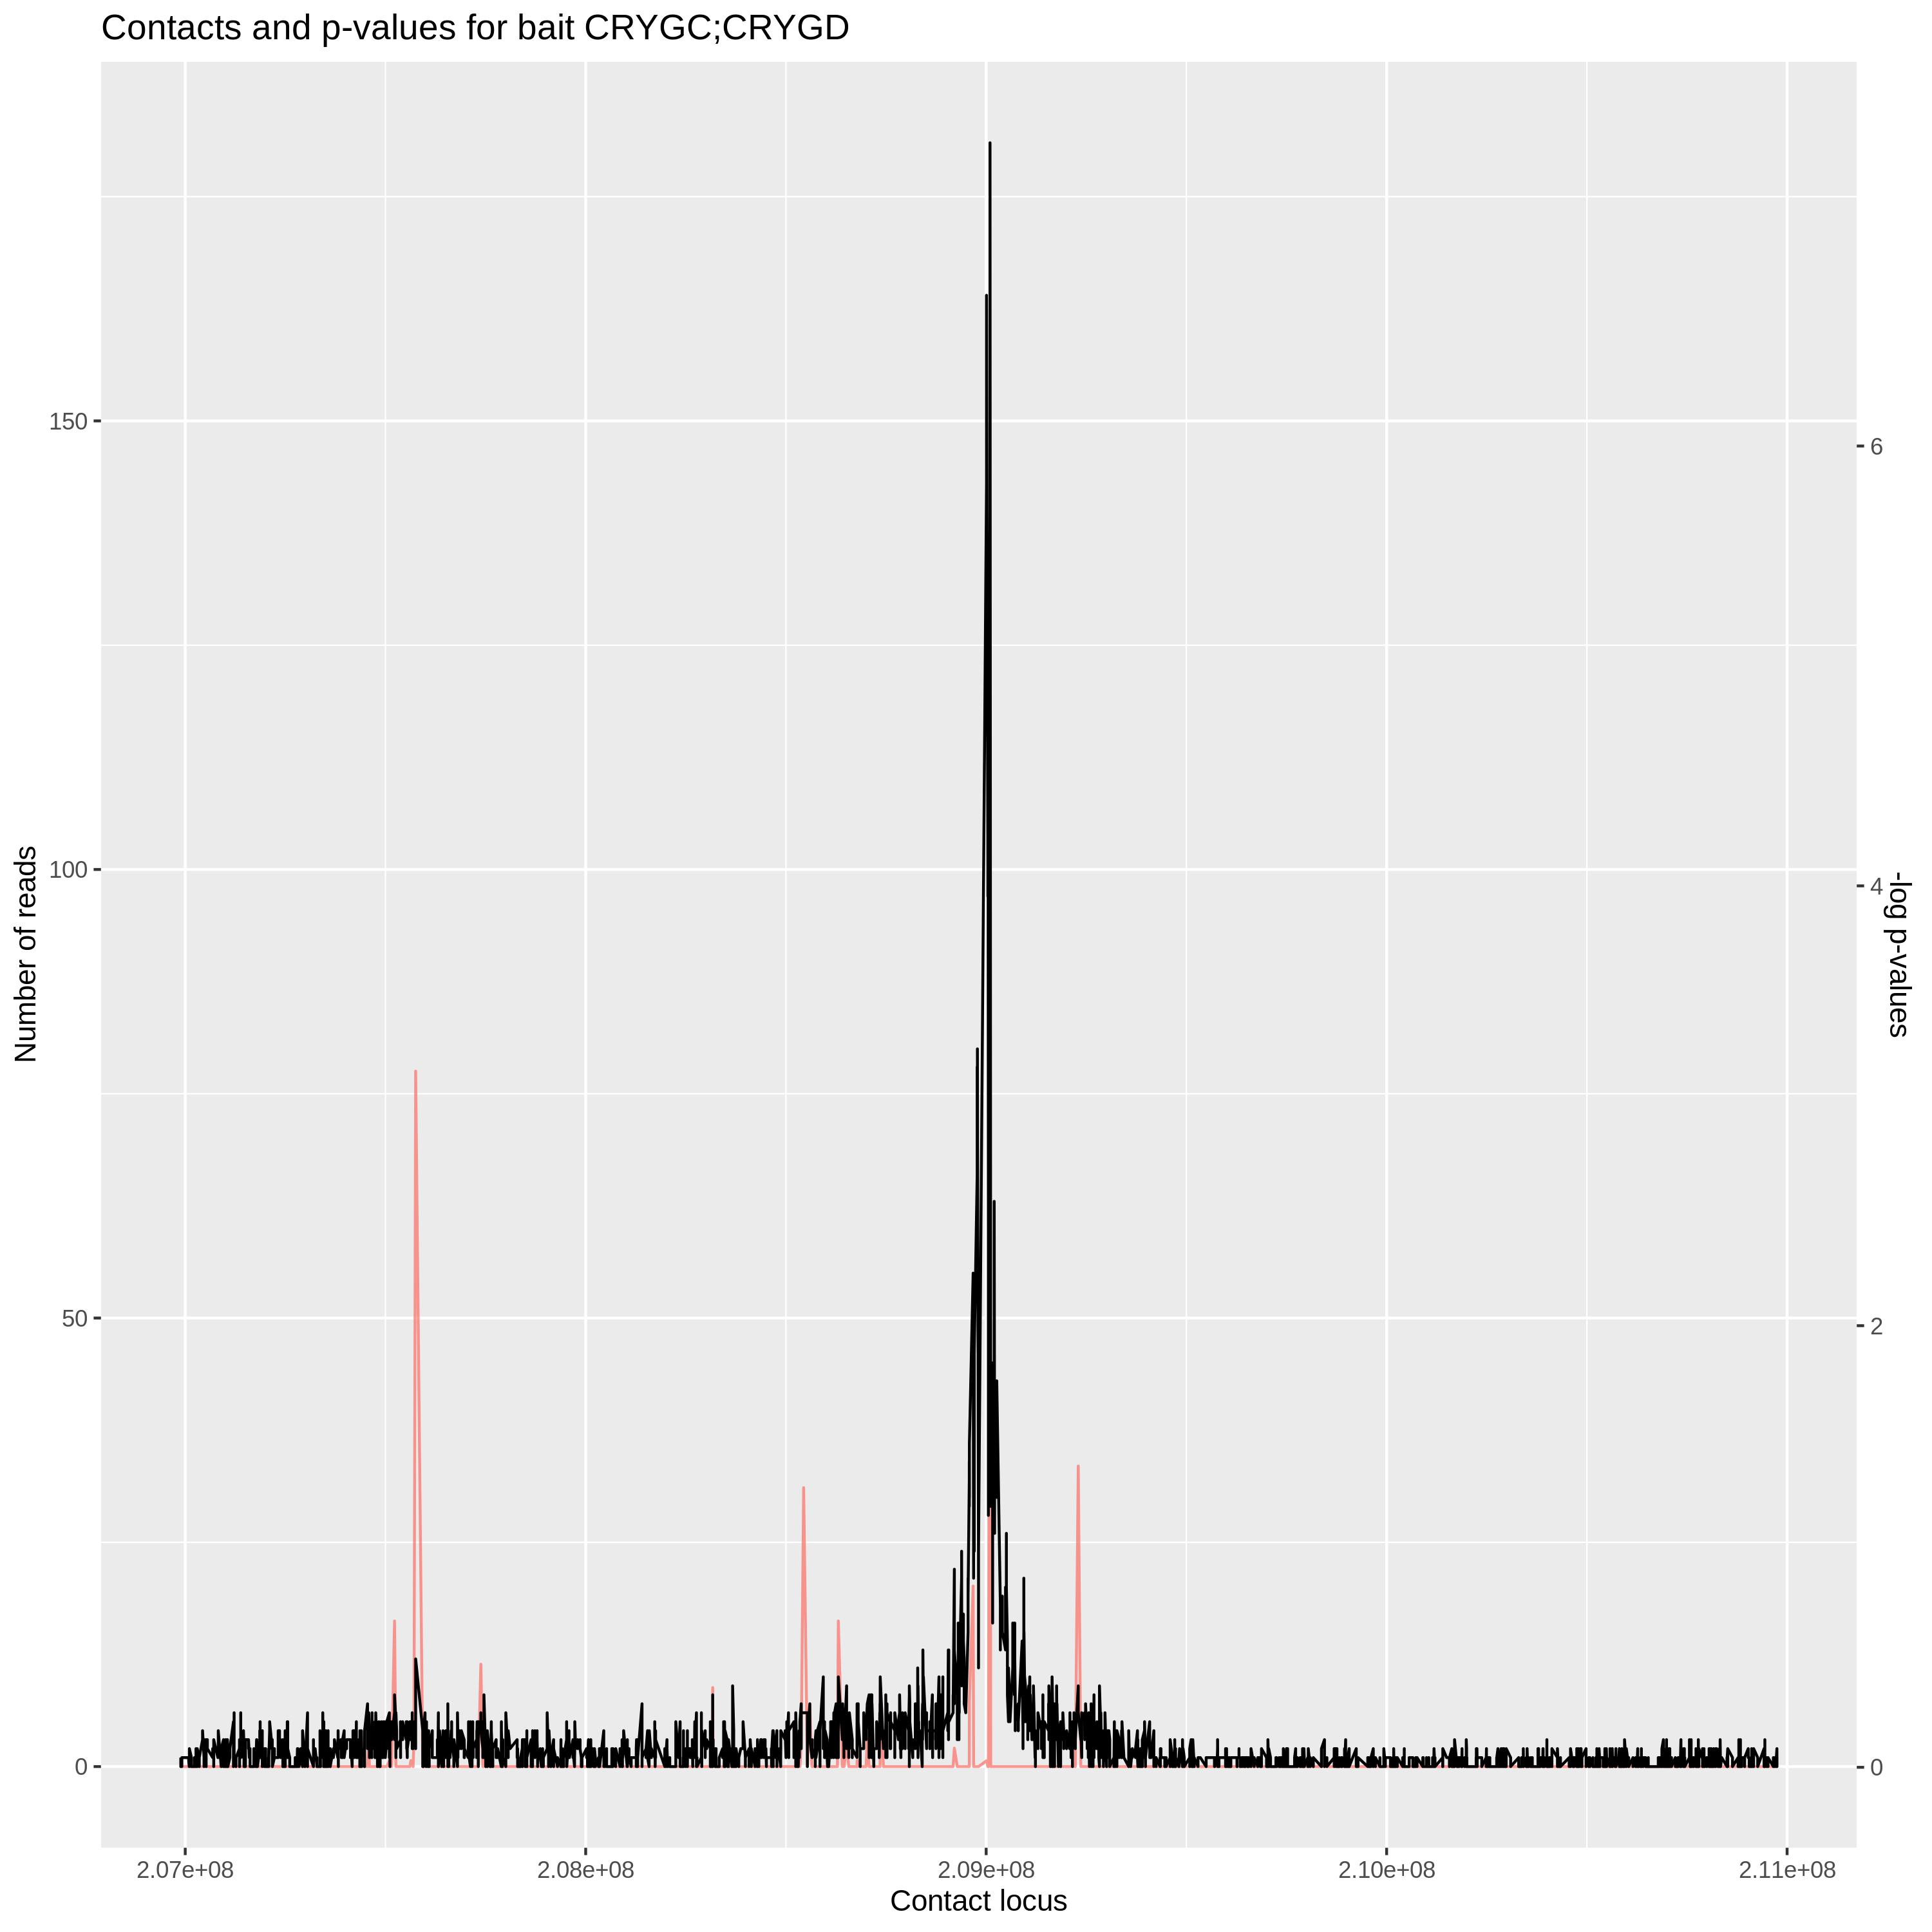 Contacts and p-values for bait CRYGC;CRYGD
Number of reads
150
100
50
0
6
4
2
0
-log p-values
2.07e+08
2.08e+08
2.09e+08
2.10e+08
2.11e+08
Contact locus